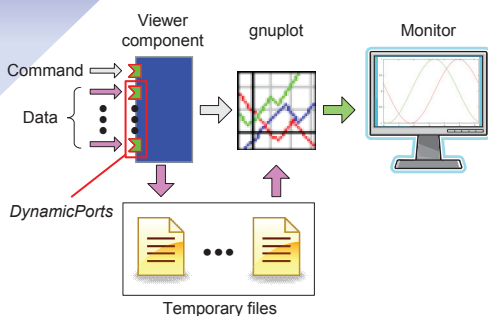 Viewer
component
gnuplot
Monitor
Command
Data
DynamicPorts
Temporary files